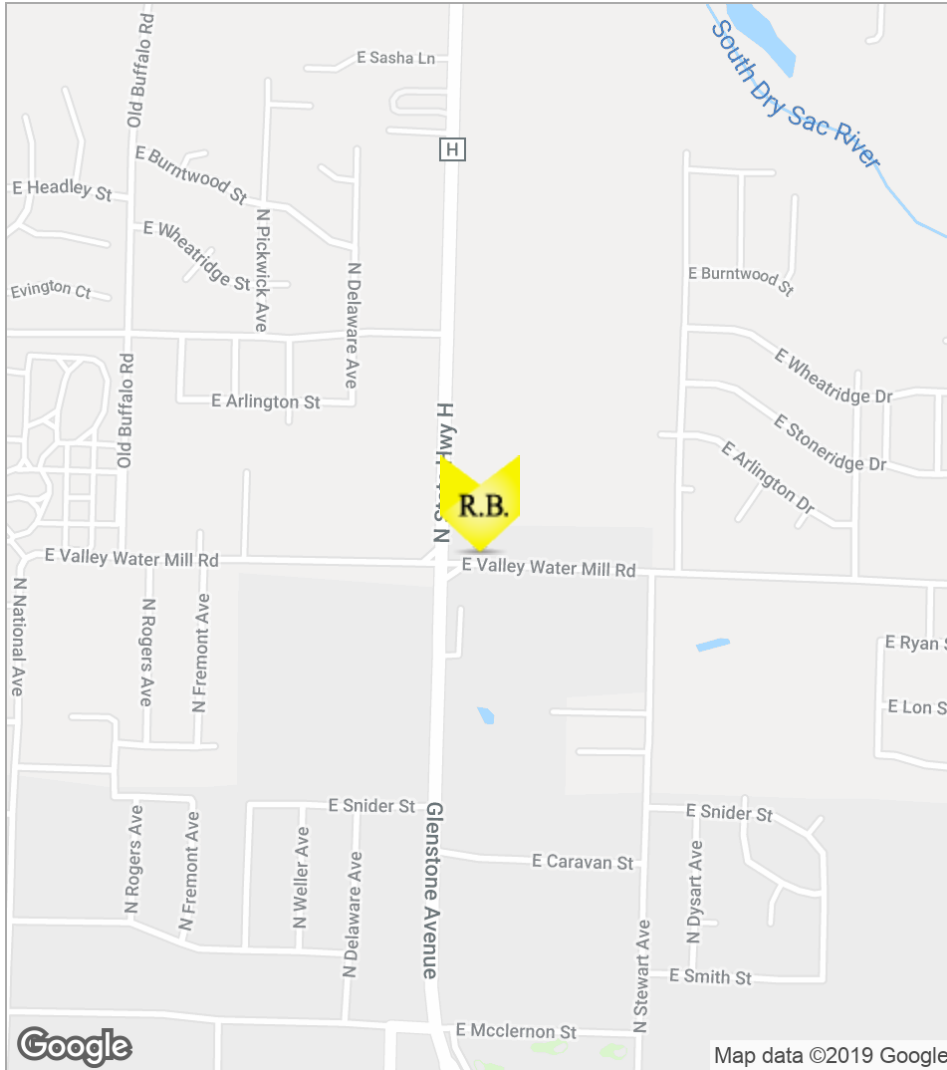 Old Buffalo Rd
E Sasha Ln
South Dry Sac River
H
E Burntwood St
E Headley St
N Pickwick Ave
E Wheatridge St
N Delaware Ave
E Burntwood St
Evington Ct
E Wheatridge Dr
Old Buffalo Rd
E Arlington St
E Stoneridge Dr
E Arlington Dr
Hwy H
R.B.
N
E Valley Water Mill Rd
E Valley Water Mill Rd
N National Ave
N Rogers Ave
N Fremont Ave
E Ryan S
E Lon S
E Snider St
Glenstone Avenue
E Snider St
N Rogers Ave
N Fremont Ave
N Weller Ave
N Delaware Ave
E Caravan St
N Dysart Ave
N Stewart Ave
E Smith St
E Mcclernon St
Google
Map data ©2019 Google